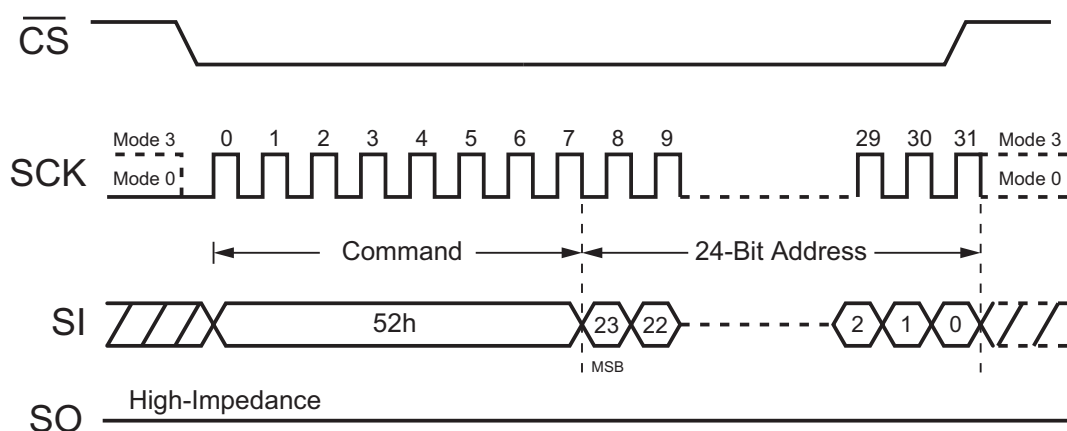 CS
Mode 3 0 1 2 3 4 5 6 7 8 9 29 30 31 Mode 3
SCK Mode 0 Mode 0
Command 24-Bit Address
SI 52h 23 22 2 1 0
MSB
High-Impedance
SO